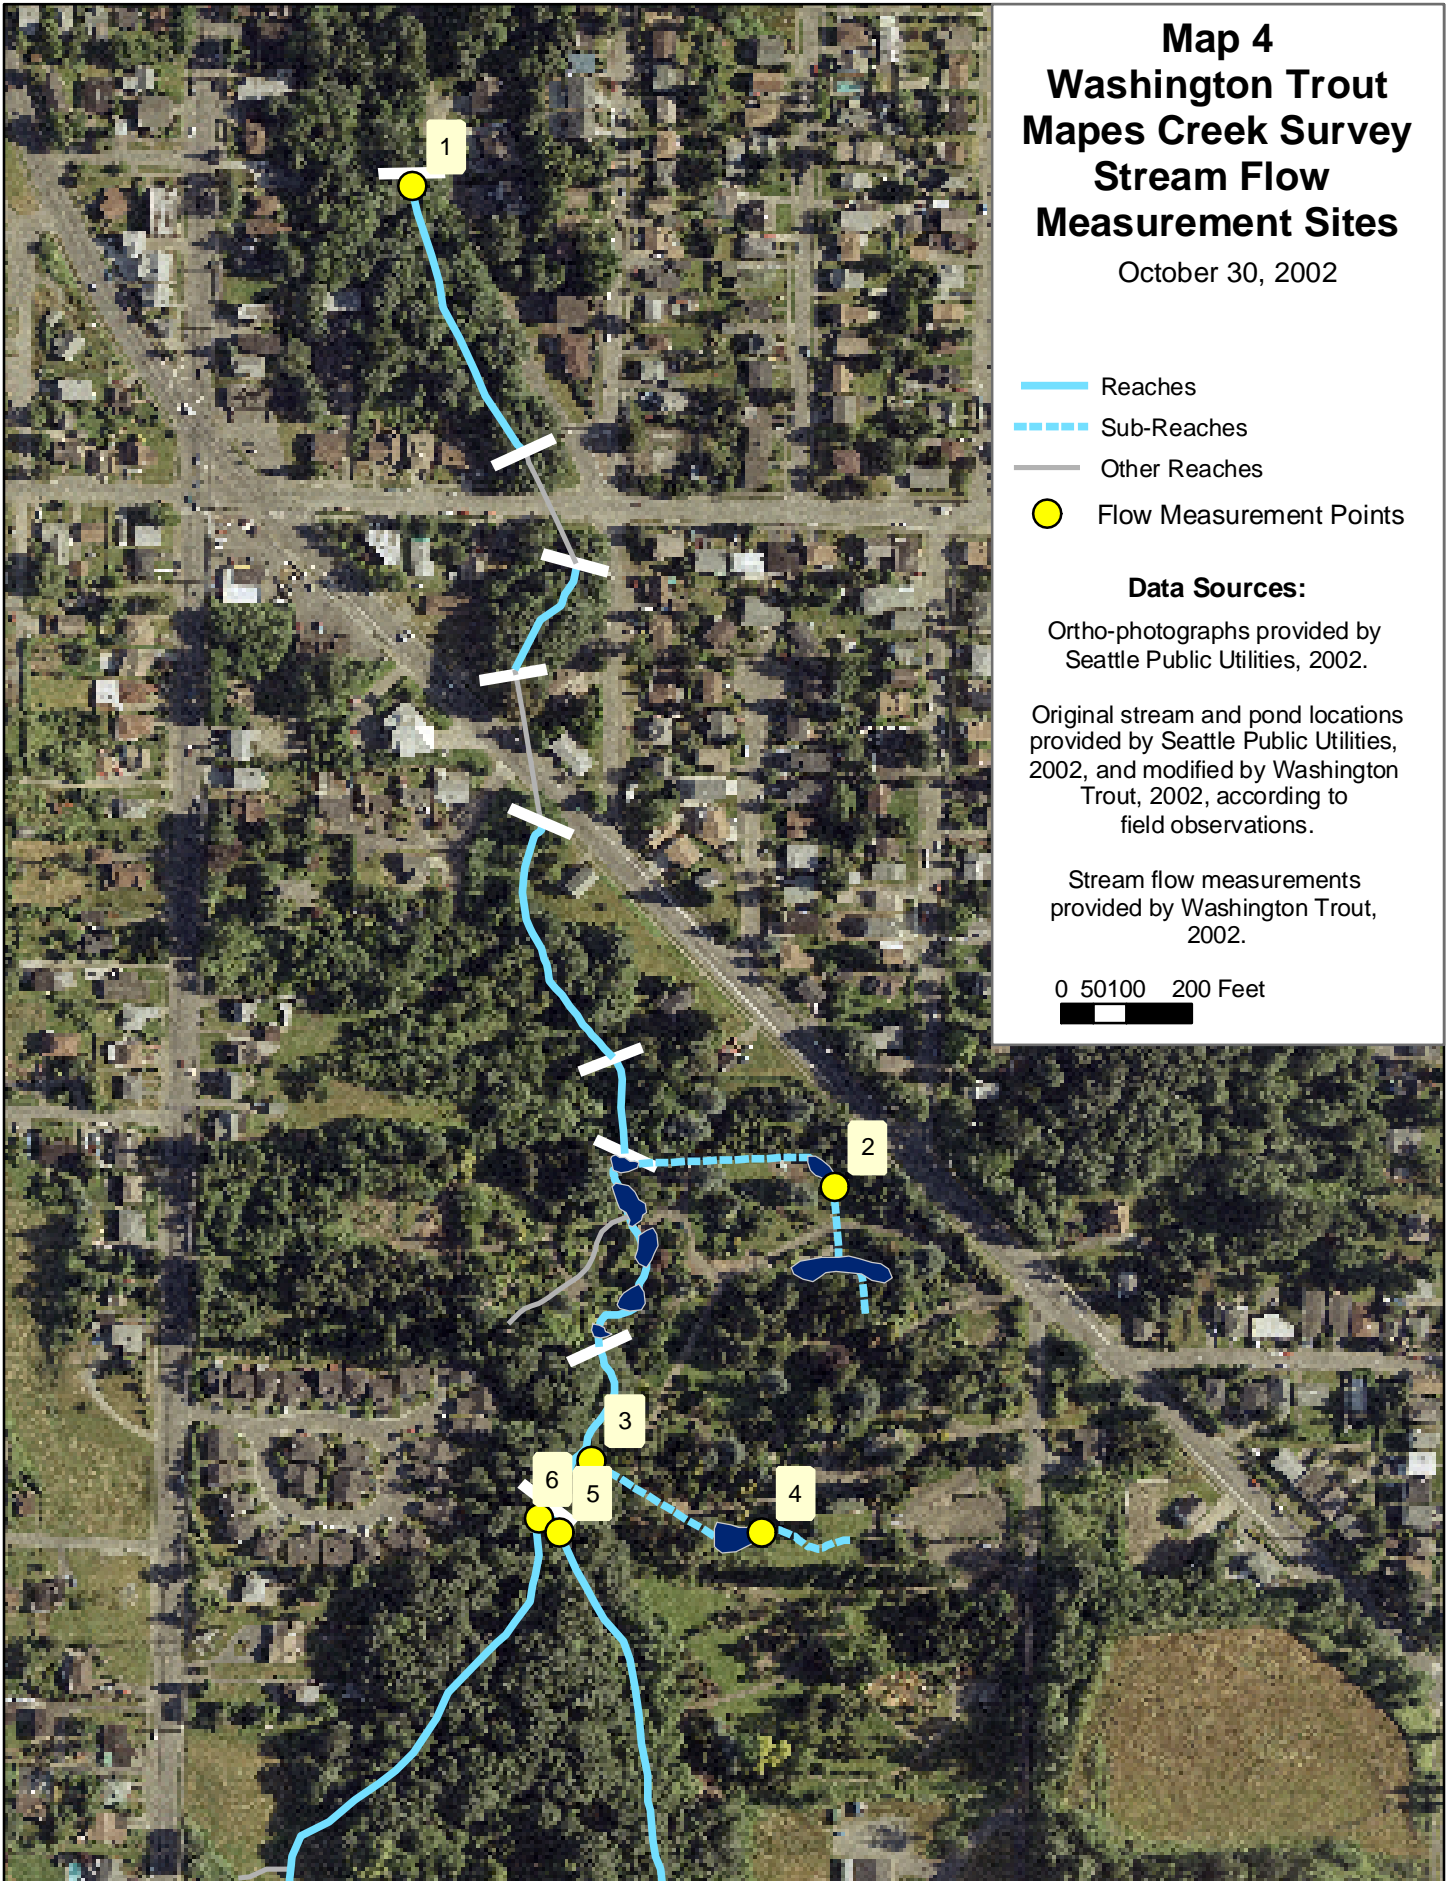 Map 4
Washington Trout
Mapes Creek Survey
Stream Flow
Measurement Sites
October 30, 2002
Reaches
Sub-Reaches
Other Reaches
Flow Measurement Points
Data Sources:
Ortho-photographs provided by
Seattle Public Utilities, 2002.
Original stream and pond locations
provided by Seattle Public Utilities,
2002, and modified by Washington
Trout, 2002, according to
field observations.
Stream flow measurements
provided by Washington Trout,
2002.
0 50100 200 Feet
1
2
3
6
5
4